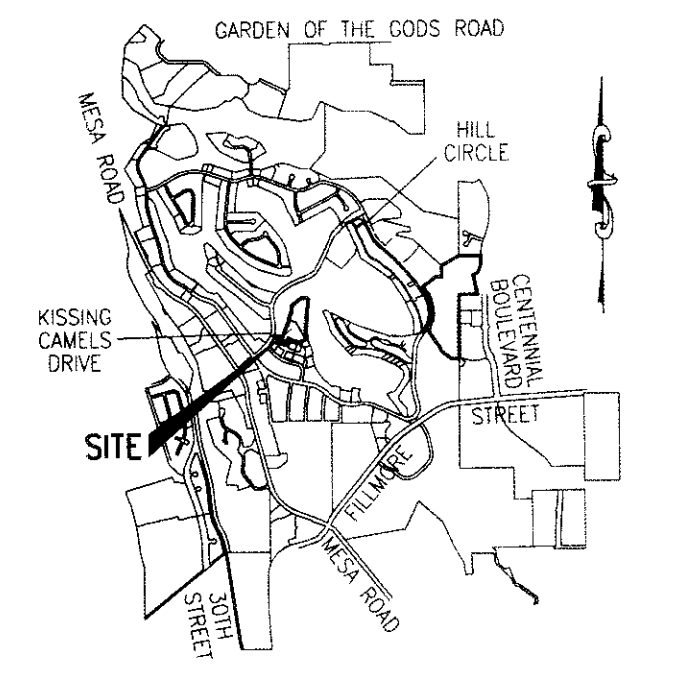 GARDEN OF THE GODS ROAD
MESA ROAD
HILL
CIRCLE
KISSING
CAMELS
DRIVE
CENTENNIAL
BOULEVARD
STREET
SITE
FILLMORE
MESA ROAD
30TH
STREET